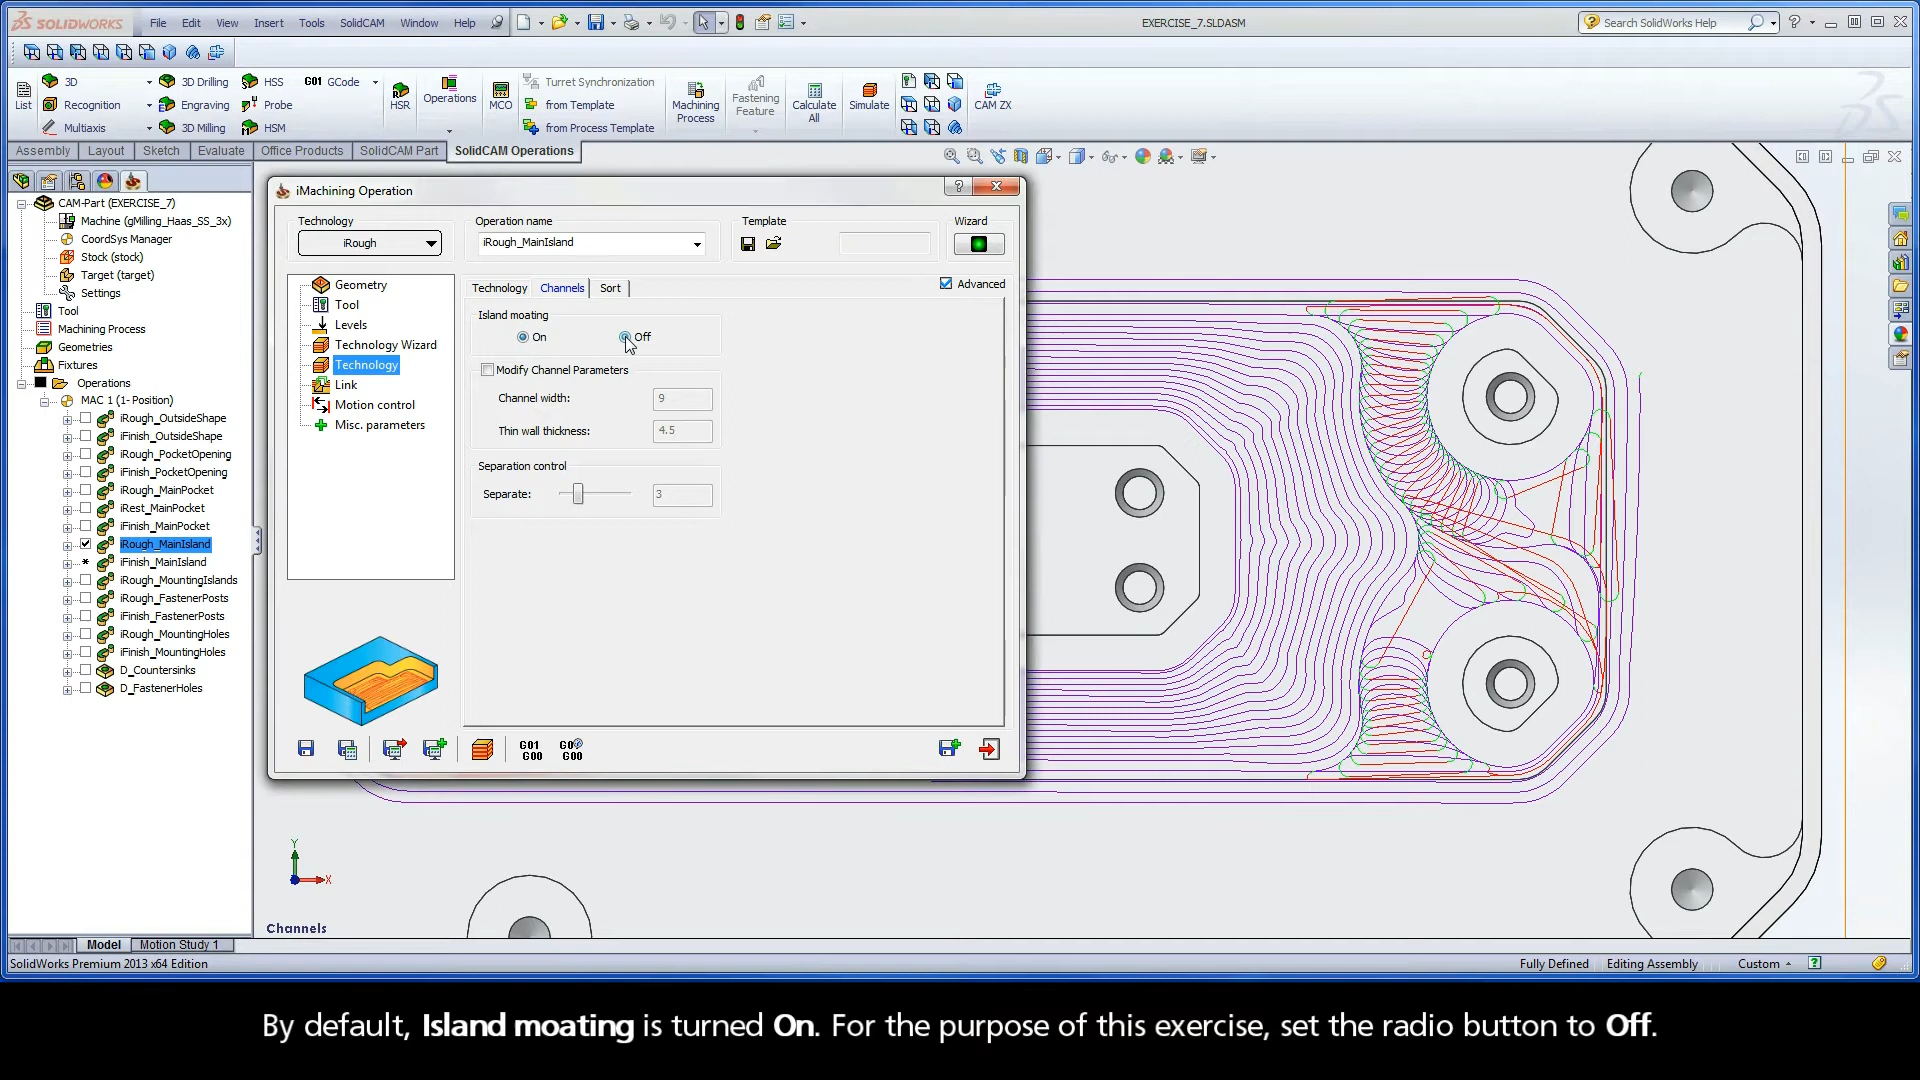 SOLIDWORKS File Edit View Insert Tools SolidCAM Window Help EXERCISE_7.SLDASM Search SolidWorks Help
3D 3D Drilling HSS G01 GCode Turret Synchronization
List Recognition Engraving Probe HSR Operations MCO from Template Machining Process Fastening Feature Calculate All Simulate CAM ZX
Multiaxis 3D Milling HSM from Process Template
Assembly Layout Sketch Evaluate Office Products SolidCAM Part SolidCAM Operations
CAM-Part (EXERCISE_7)
Machine (gMilling_Haas_SS_3x)
CoordSys Manager
Stock (stock)
Target (target)
Settings
Tool
Machining Process
Geometries
Fixtures
Operations
MAC 1 (1- Position)
iRough_OutsideShape
iFinish_OutsideShape
iRough_PocketOpening
iFinish_PocketOpening
iRough_MainPocket
iRest_MainPocket
iFinish_MainPocket
iRough_MainIsland
iFinish_MainIsland
iRough_MountingIslands
iRough_FastenerPosts
iFinish_FastenerPosts
iRough_MountingHoles
iFinish_MountingHoles
D_Countersinks
D_FastenerHoles
iMachining Operation
Technology Operation name Template Wizard
iRough iRough_MainIsland
Geometry
Tool
Levels
Technology Wizard
Technology
Link
Motion control
Misc. parameters
Technology Channels Sort Advanced
Island moating
On Off
Modify Channel Parameters
Channel width: 9
Thin wall thickness: 4.5
Separation control
Separate: 3
G01 G00 G00
Y
X
Channels
Model Motion Study 1
SolidWorks Premium 2013 x64 Edition Fully Defined Editing Assembly Custom
By default, Island moating is turned On. For the purpose of this exercise, set the radio button to Off.